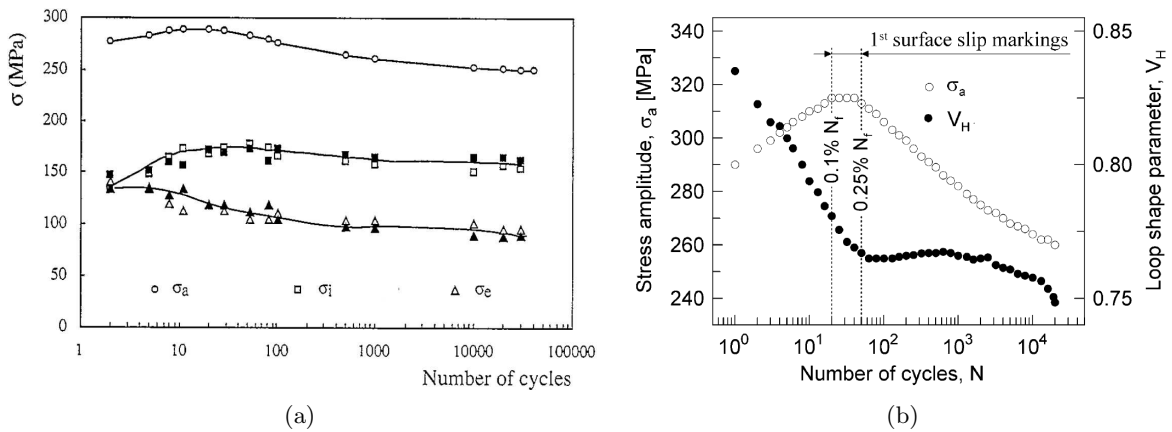 300
250
200
150
100
50
0
σ (MPa)
σa σi σe
1 10 100 1000 10000 100000
Number of cycles
(a)
340
320
300
280
260
240
Stress amplitude, σa [MPa]
1st surface slip markings
σa
VH
0.1% Nf
0.25% Nf
0.85
0.80
0.75
Loop shape parameter, VH
10^0 10^1 10^2 10^3 10^4
Number of cycles, N
(b)